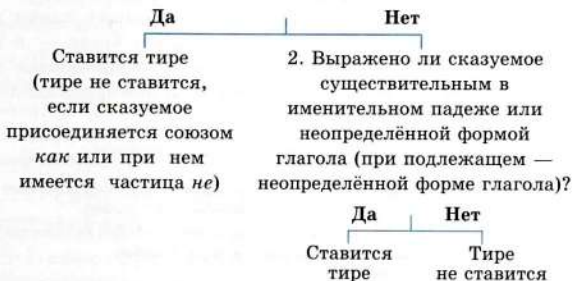 Да
Нет
Ставится тире
(тире не ставится,
если сказуемое
присоединяется союзом
как или при нем
имеется частица не)
2. Выражено ли сказуемое
существительным в
именительном падеже или
неопределённой формой
глагола (при подлежащем —
неопределённой форме глагола)?
Да
Нет
Ставится
тире
Тире
не ставится